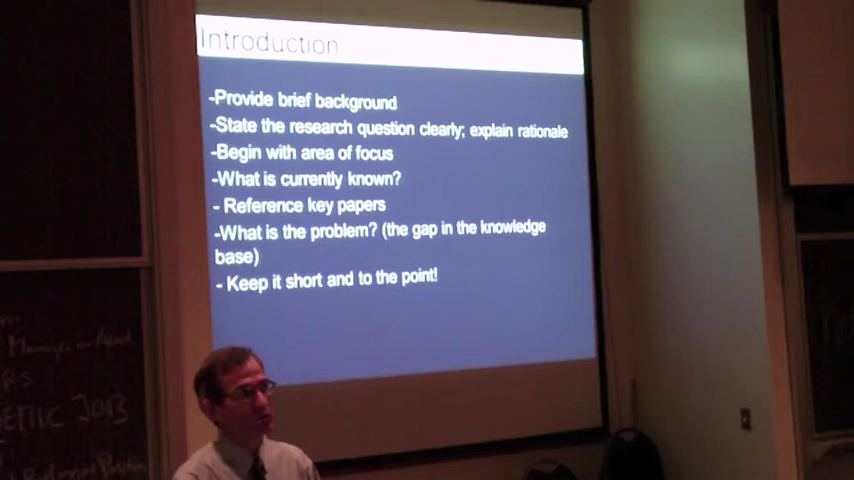 Introduction
-Provide brief background
-State the research question clearly; explain rationale
-Begin with area of focus
-What is currently known?
- Reference key papers
-What is the problem? (the gap in the knowledge
base)
- Keep it short and to the point!
JOB